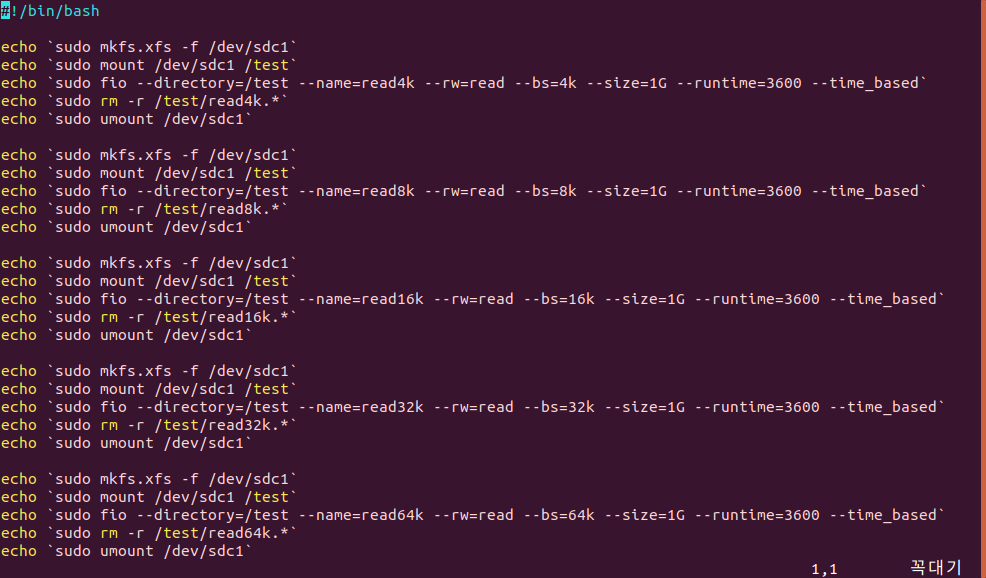 #!/bin/bash

echo `sudo mkfs.xfs -f /dev/sdc1`
echo `sudo mount /dev/sdc1 /test`
echo `sudo fio --directory=/test --name=read4k --rw=read --bs=4k --size=1G --runtime=3600 --time_based`
echo `sudo rm -r /test/read4k.*`
echo `sudo umount /dev/sdc1`

echo `sudo mkfs.xfs -f /dev/sdc1`
echo `sudo mount /dev/sdc1 /test`
echo `sudo fio --directory=/test --name=read8k --rw=read --bs=8k --size=1G --runtime=3600 --time_based`
echo `sudo rm -r /test/read8k.*`
echo `sudo umount /dev/sdc1`

echo `sudo mkfs.xfs -f /dev/sdc1`
echo `sudo mount /dev/sdc1 /test`
echo `sudo fio --directory=/test --name=read16k --rw=read --bs=16k --size=1G --runtime=3600 --time_based`
echo `sudo rm -r /test/read16k.*`
echo `sudo umount /dev/sdc1`

echo `sudo mkfs.xfs -f /dev/sdc1`
echo `sudo mount /dev/sdc1 /test`
echo `sudo fio --directory=/test --name=read32k --rw=read --bs=32k --size=1G --runtime=3600 --time_based`
echo `sudo rm -r /test/read32k.*`
echo `sudo umount /dev/sdc1`

echo `sudo mkfs.xfs -f /dev/sdc1`
echo `sudo mount /dev/sdc1 /test`
echo `sudo fio --directory=/test --name=read64k --rw=read --bs=64k --size=1G --runtime=3600 --time_based`
echo `sudo rm -r /test/read64k.*`
echo `sudo umount /dev/sdc1`
1,1 꼭대기